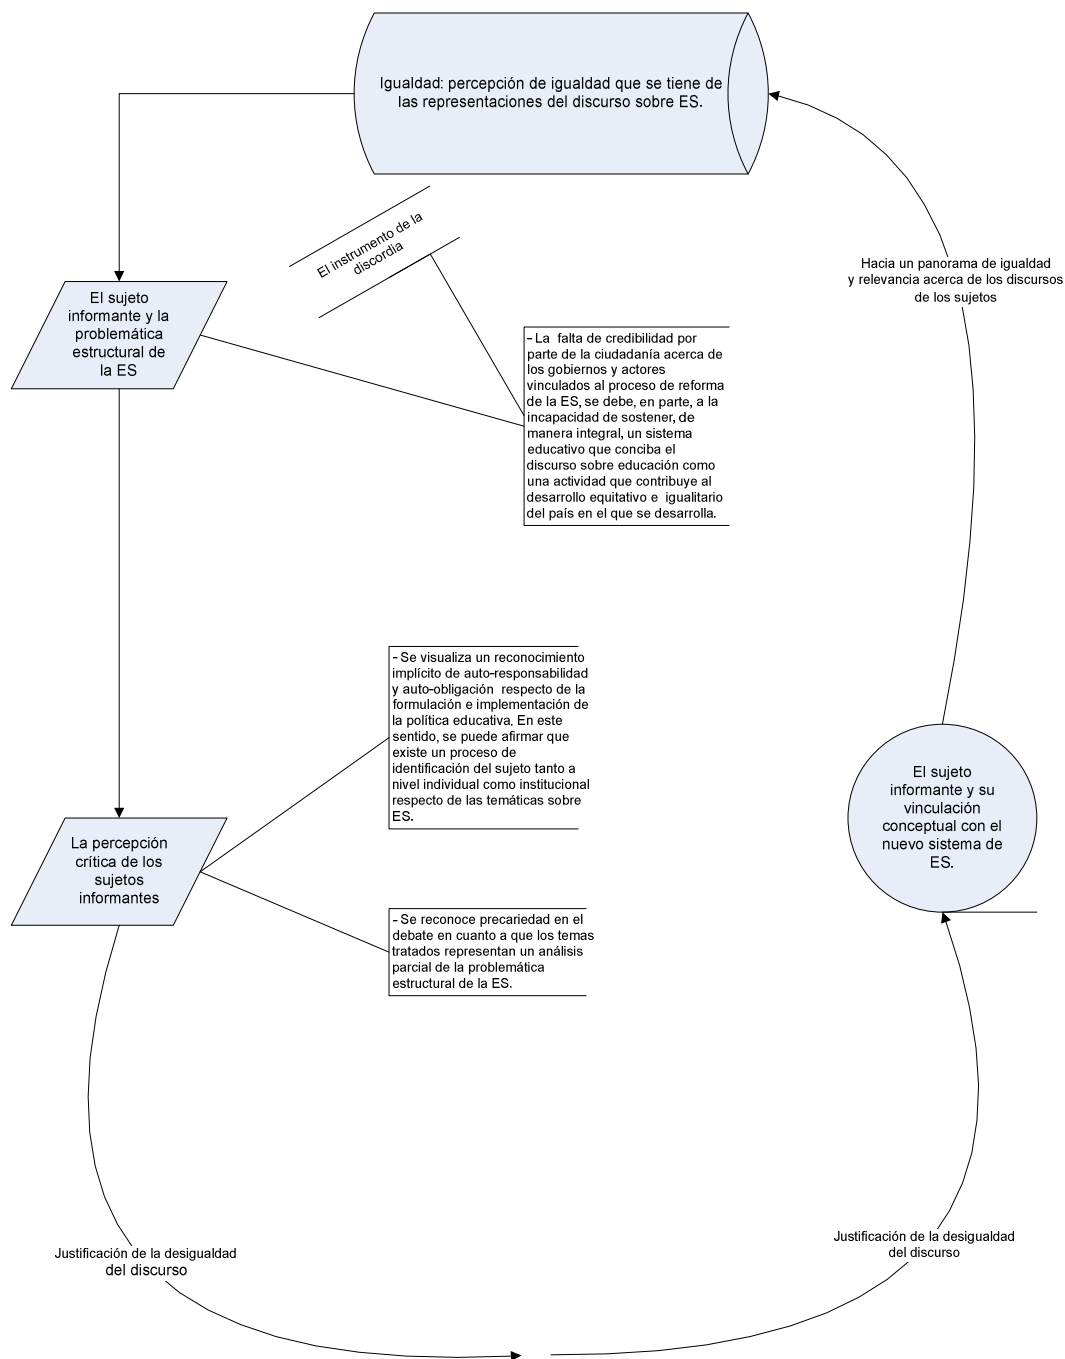 Igualdad: percepción de igualdad que se tiene de
las representaciones del discurso sobre ES.
El instrumento de la
discordia
Hacia un panorama de igualdad
y relevancia acerca de los discursos
de los sujetos
El sujeto
informante y la
problemática
estructural de
la ES
– La falta de credibilidad por
parte de la ciudadanía acerca de
los gobiernos y actores
vinculados al proceso de reforma
de la ES, se debe, en parte, a la
incapacidad de sostener, de
manera integral, un sistema
educativo que conciba el
discurso sobre educación como
una actividad que contribuye al
desarrollo equitativo e igualitario
del país en el que se desarrolla.
– Se visualiza un reconocimiento
implícito de auto-responsabilidad
y auto-obligación respecto de la
formulación e implementación de
la política educativa. En este
sentido, se puede afirmar que
existe un proceso de
identificación del sujeto tanto a
nivel individual como institucional
respecto de las temáticas sobre
ES.
El sujeto
informante y su
vinculación
conceptual con el
nuevo sistema de
ES.
La percepción
crítica de los
sujetos
informantes
– Se reconoce precariedad en el
debate en cuanto a que los temas
tratados representan un análisis
parcial de la problemática
estructural de la ES.
Justificación de la desigualdad
del discurso
Justificación de la desigualdad
del discurso